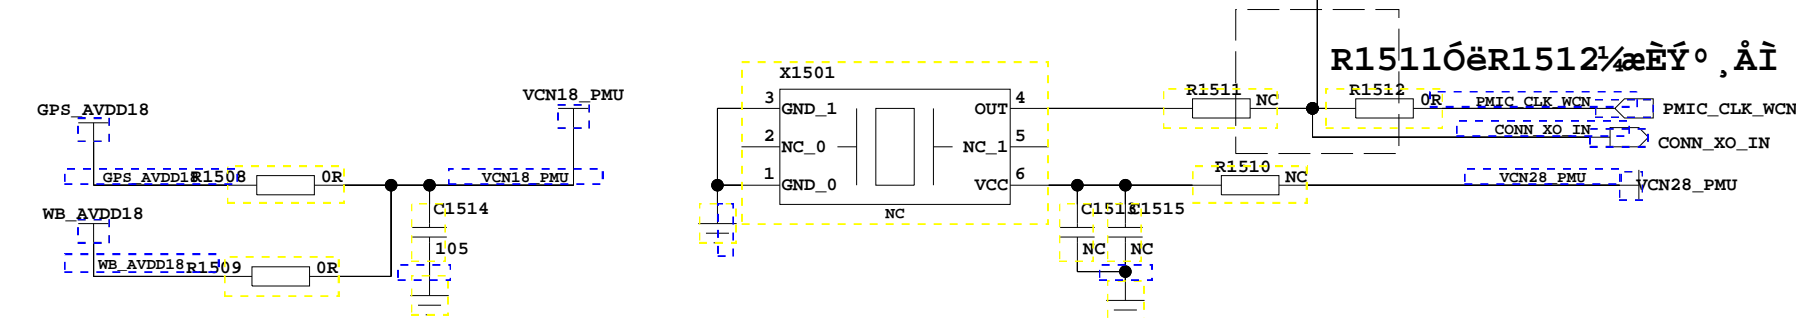 GPS_AVDD18
GPS_AVDD18
R1508
0R
VCN18_PMU
VCN18_PMU
WB_AVDD18
WB_AVDD18
R1509
0R
C1514
105
X1501
3
GND_1
OUT
4
2
NC_0
NC_1
5
1
GND_0
VCC
6
NC
R1511ÓëR1512¼æÈÝº¸ÅÌ
R1511
NC
R1512
0R
PMIC_CLK_WCN
PMIC_CLK_WCN
CONN_XO_IN
CONN_XO_IN
R1510
NC
VCN28_PMU
VCN28_PMU
C1513
NC
C1515
NC